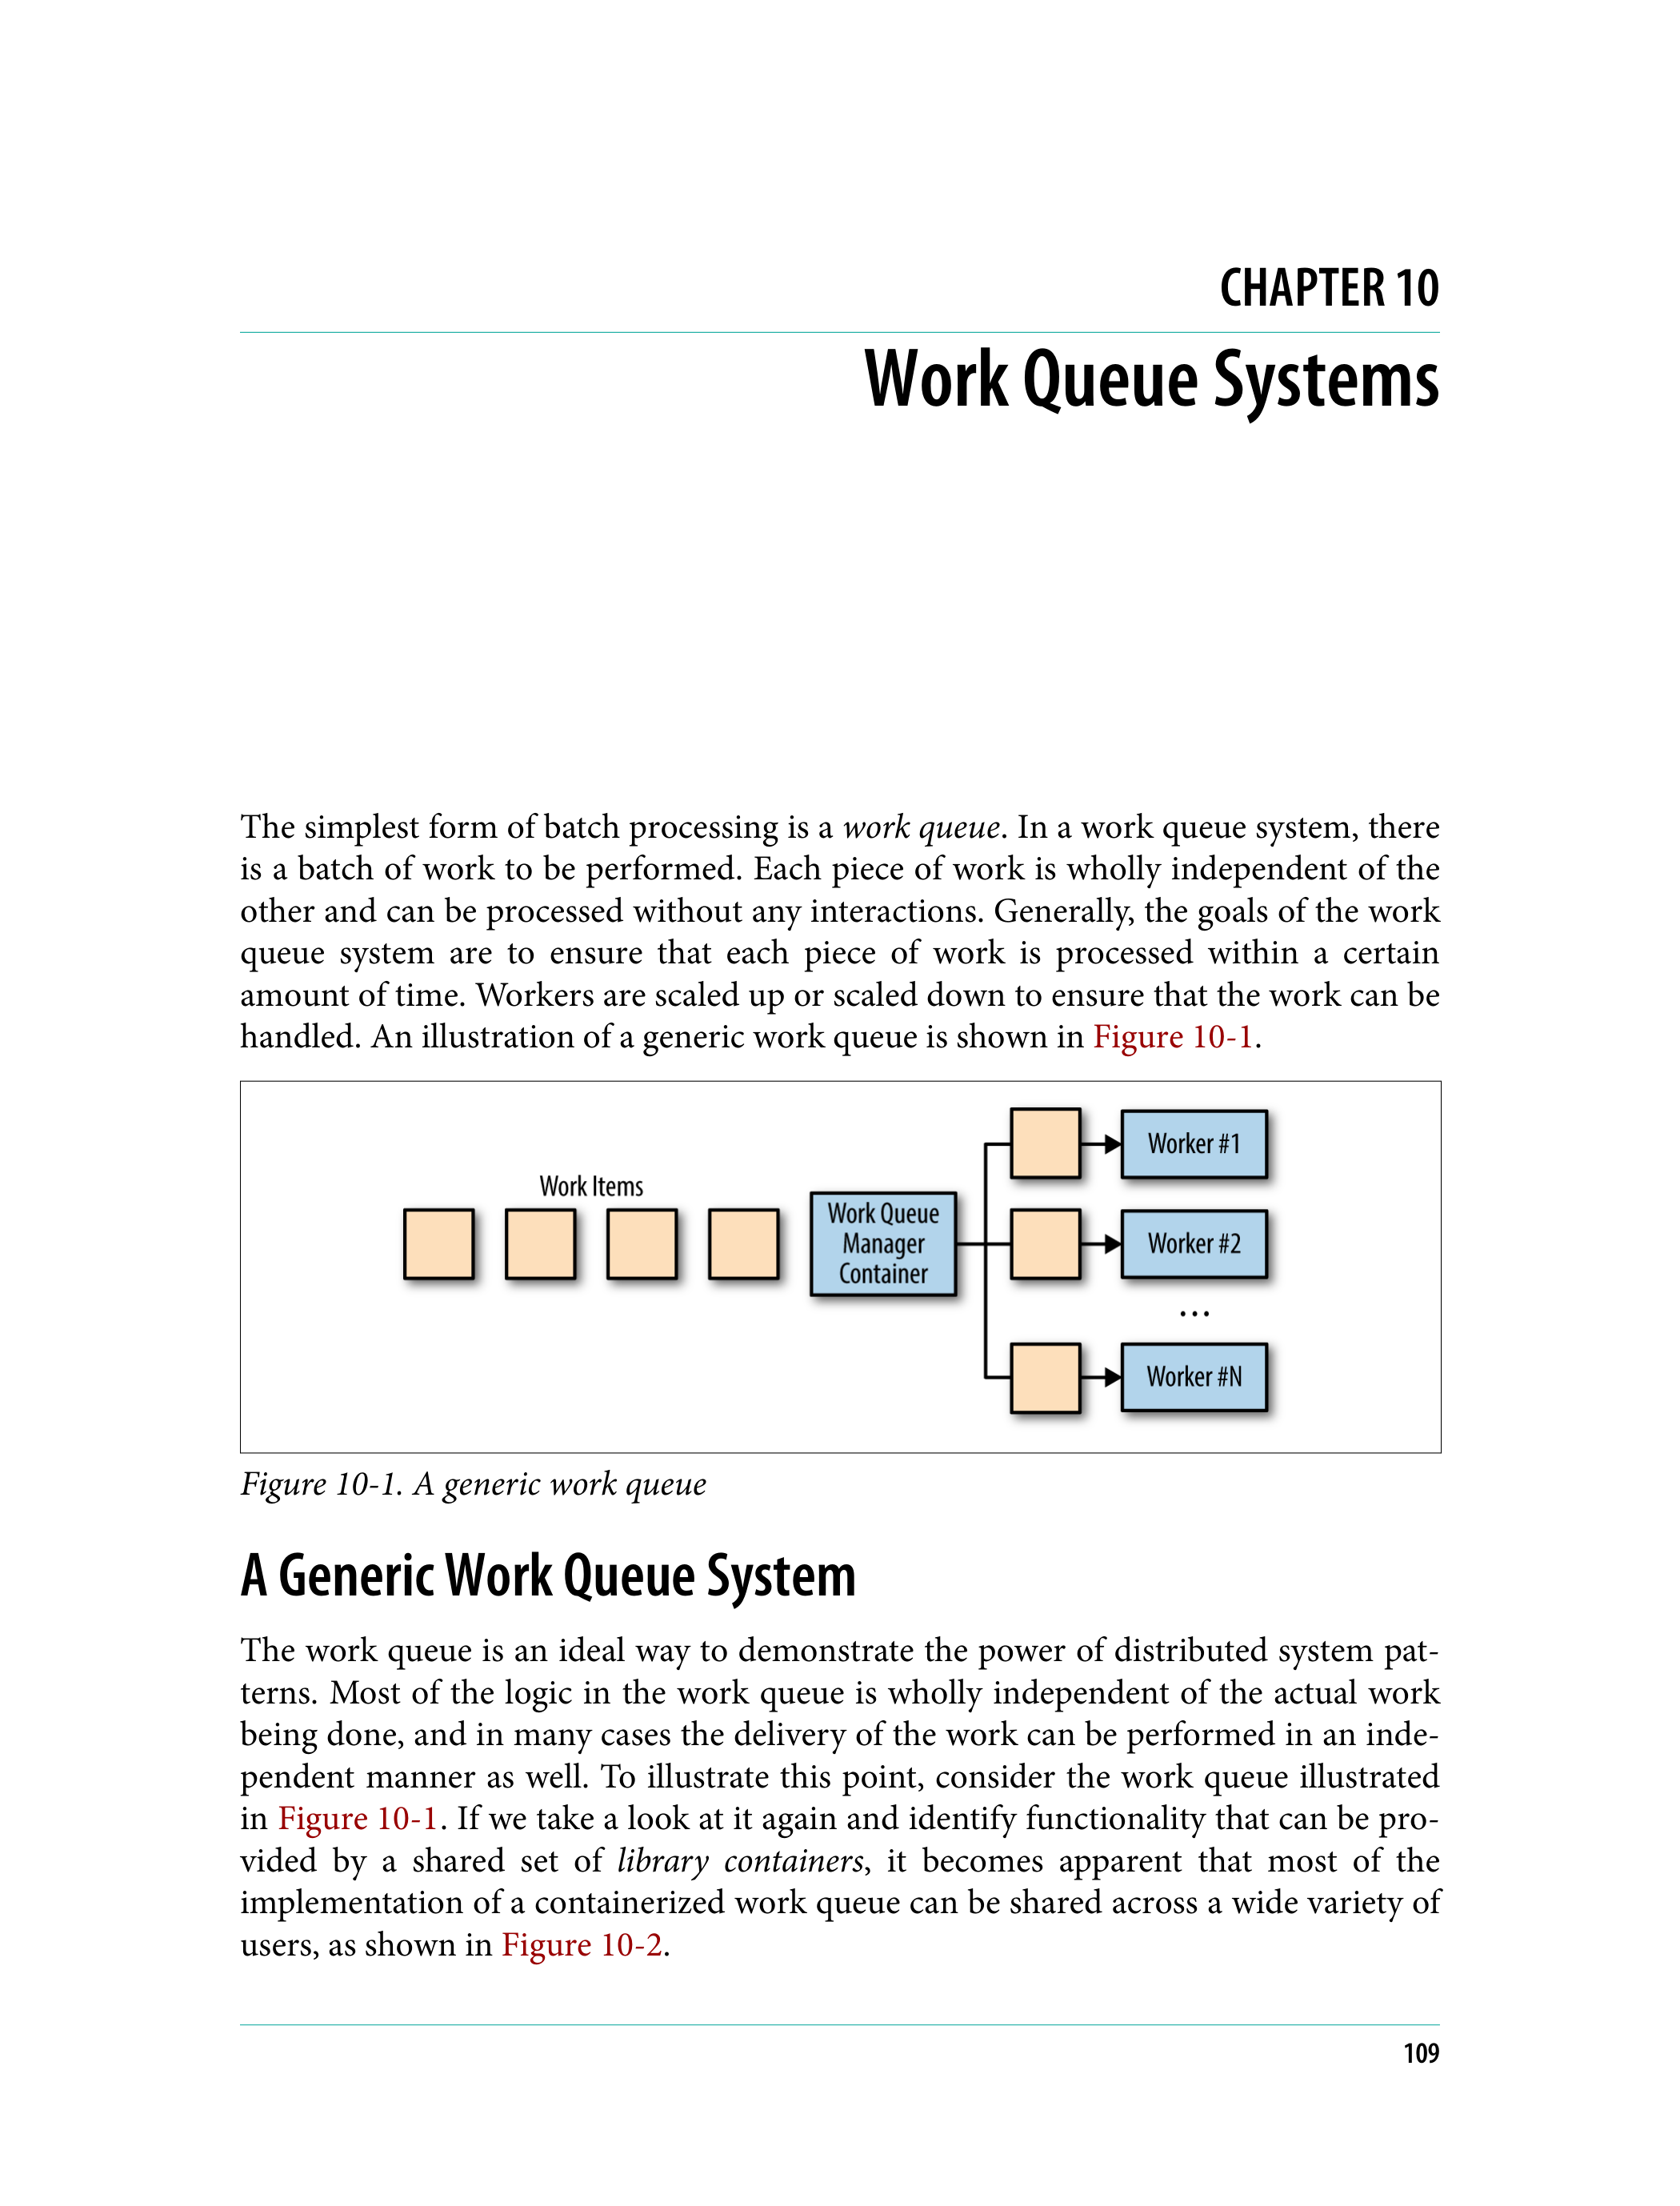 CHAPTER 10
Work Queue Systems
The simplest form of batch processing is a work queue. In a work queue system, there
is a batch of work to be performed. Each piece of work is wholly independent of the
other and can be processed without any interactions. Generally, the goals of the work
queue system are to ensure that each piece of work is processed within a certain
amount of time. Workers are scaled up or scaled down to ensure that the work can be
handled. An illustration of a generic work queue is shown in Figure 10-1.
Work Items
Work Queue
Manager
Container
Worker #1
Worker #2
...
Worker #N
Figure 10-1. A generic work queue
A Generic Work Queue System
The work queue is an ideal way to demonstrate the power of distributed system pat-
terns. Most of the logic in the work queue is wholly independent of the actual work
being done, and in many cases the delivery of the work can be performed in an inde-
pendent manner as well. To illustrate this point, consider the work queue illustrated
in Figure 10-1. If we take a look at it again and identify functionality that can be pro-
vided by a shared set of library containers, it becomes apparent that most of the
implementation of a containerized work queue can be shared across a wide variety of
users, as shown in Figure 10-2.
109